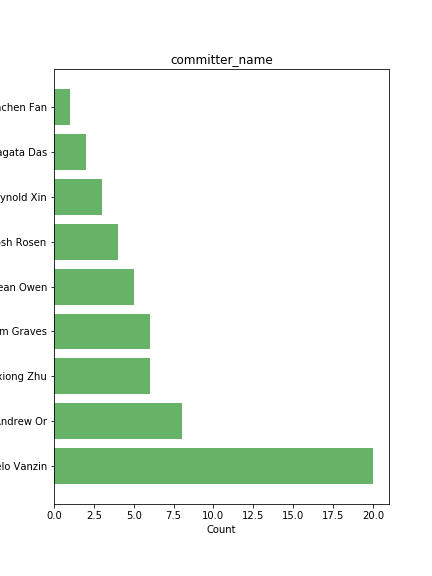 committer_name
chen Fan
agata Das
ynold Xin
sh Rosen
ean Owen
m Graves
xiong Zhu
Andrew Or
elo Vanzin
0.0 2.5 5.0 7.5 10.0 12.5 15.0 17.5 20.0
Count